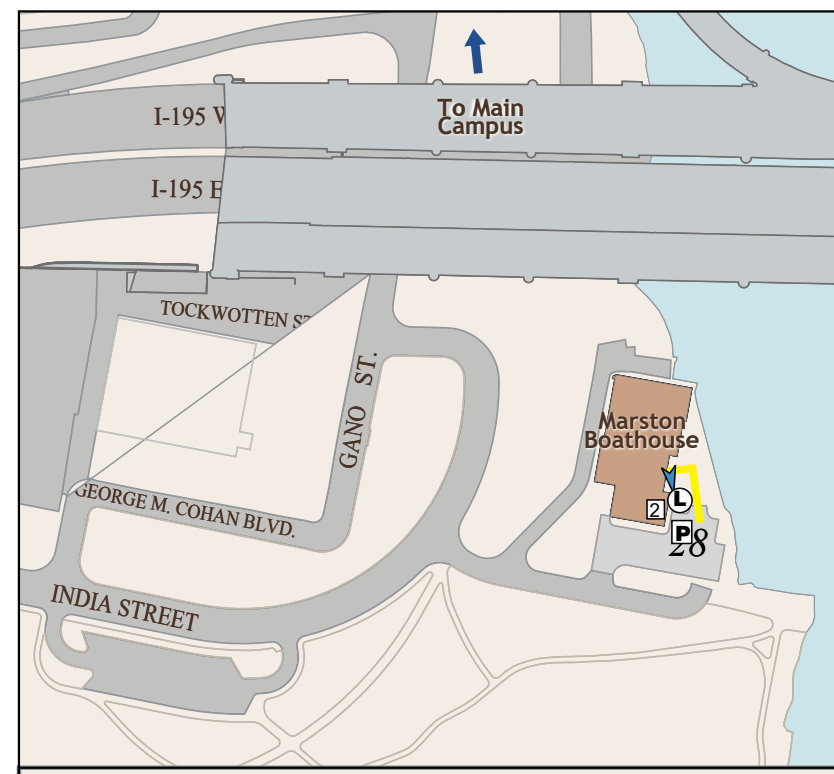 I-195 W
To Main
Campus
I-195 E
TOCKWOTTEN ST
GANO ST.
Marston
Boathouse
GEORGE M. COHAN BLVD.
L
2
P
28
INDIA STREET